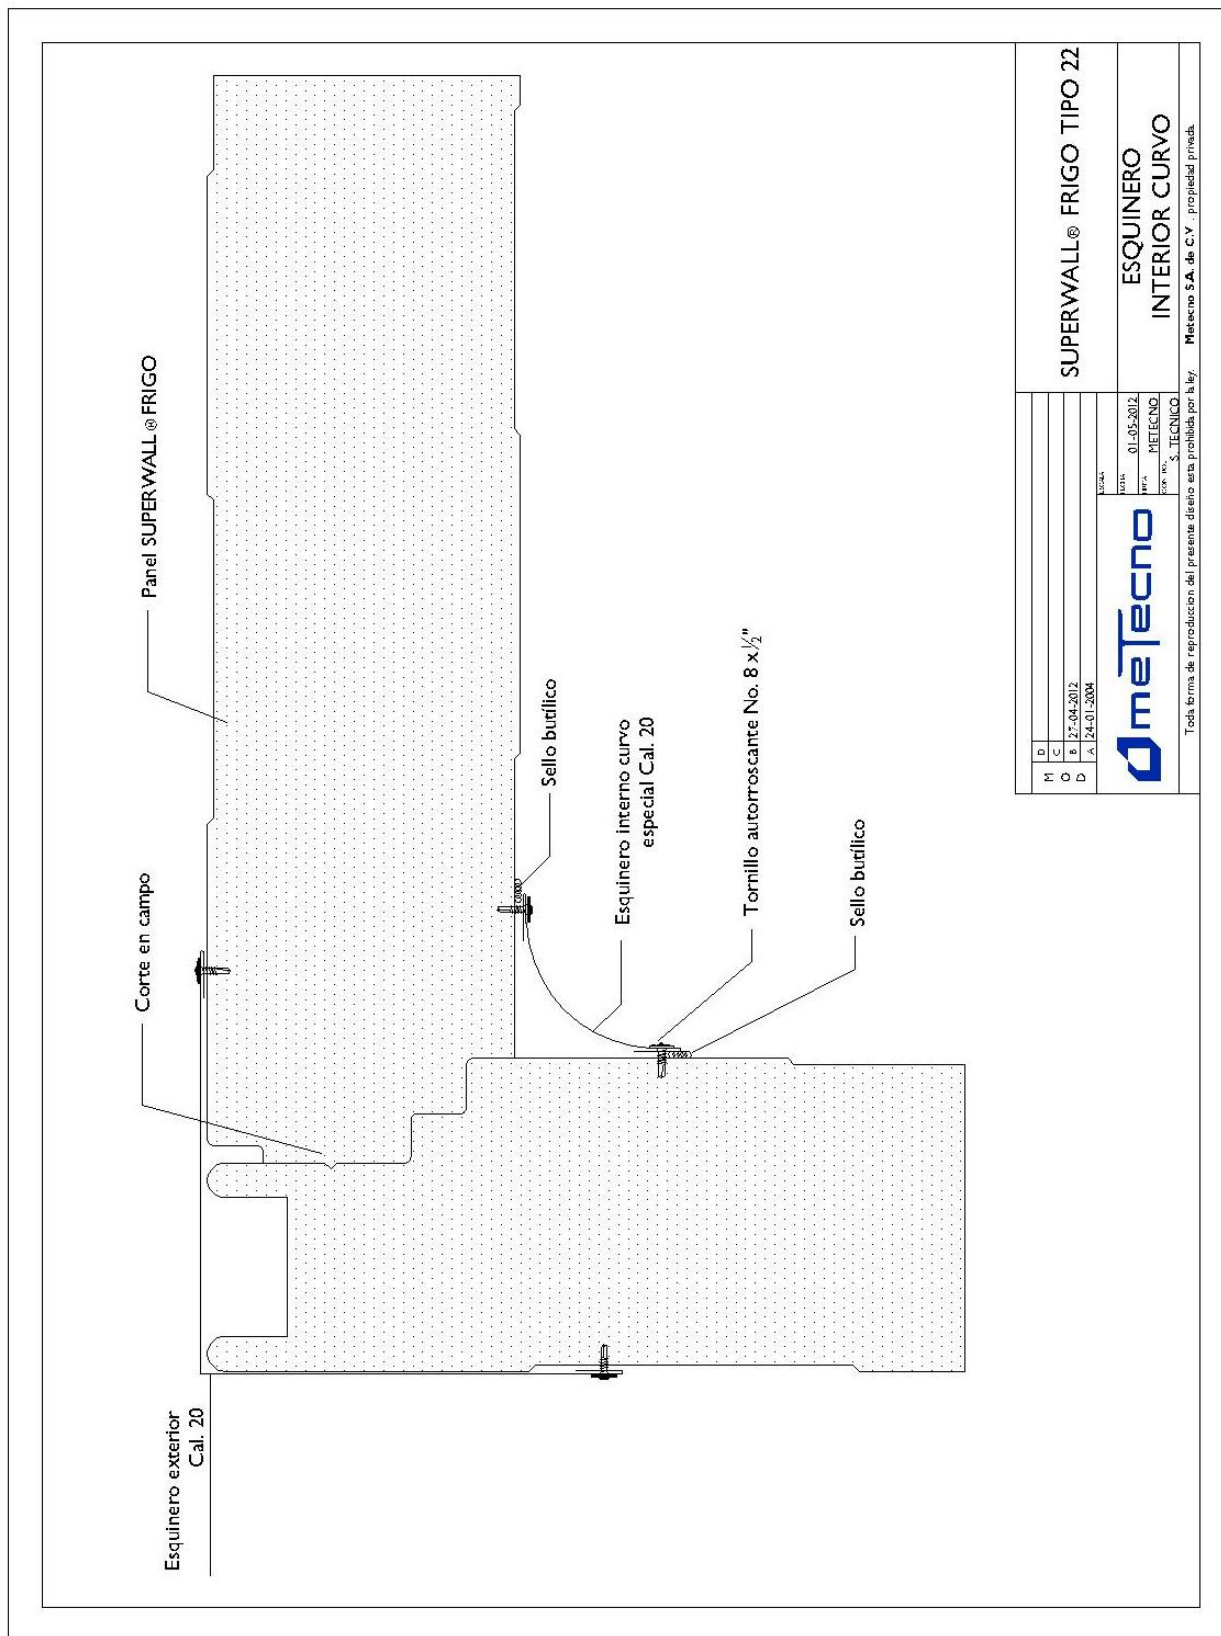 Panel SUPERWALL ® FRIGO
Corte en campo
Esquinero exterior
Cal. 20
Sello butílico
Esquinero interno curvo
especial Cal. 20
Tornillo autorroscante No. 8 x ½"
Sello butílico
M
O
D
D
C
B 27-04-2012
A 24-01-2004
SUPERWALL® FRIGO TIPO 22
meTecno
ESCALA
FECHA
01-05-2012
METECNO
S. TECNICO
ESQUINERO
INTERIOR CURVO
Toda forma de reproduccion del presente diseño esta prohibida por la ley. Metecno S.A. de C.V. propiedad privada.